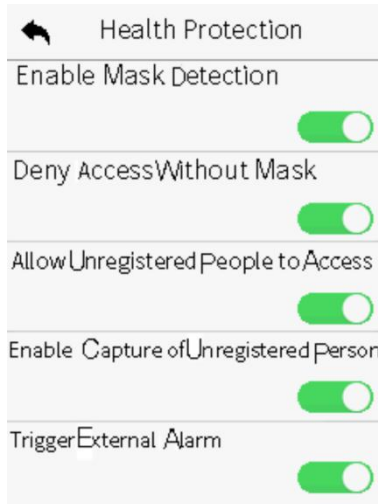 Health Protection
Enable Mask Detection
Deny Access Without Mask
Allow Unregistered People to Access
Enable Capture of Unregistered Person
Trigger External Alarm